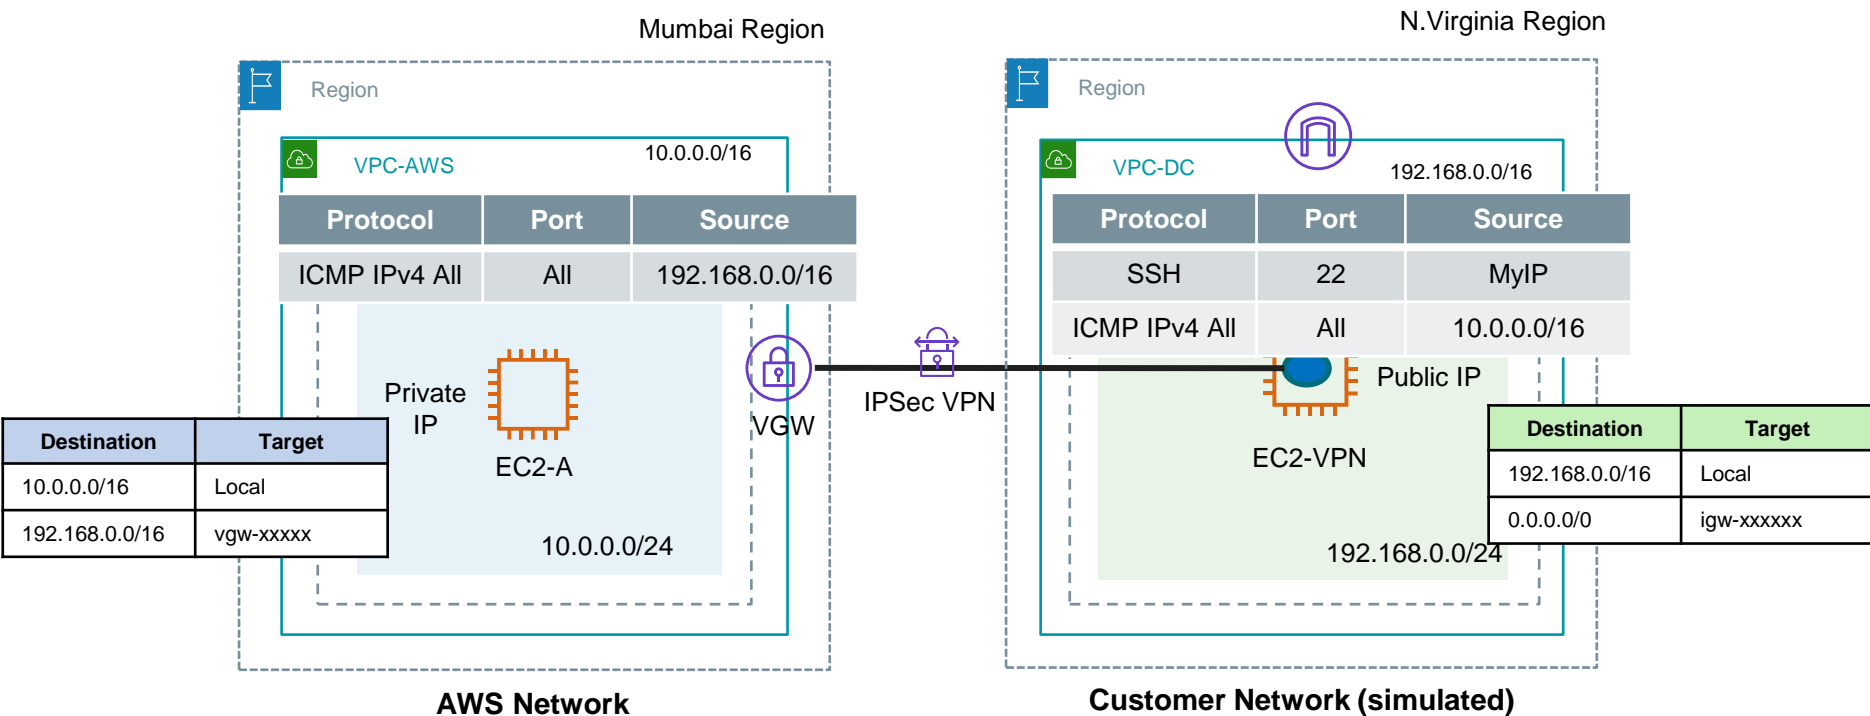 Mumbai Region
N.Virginia Region
Region
Region
VPC-AWS
10.0.0.0/16
VPC-DC
192.168.0.0/16
Protocol Port Source
ICMP IPv4 All All 192.168.0.0/16
Protocol Port Source
SSH 22 MyIP
ICMP IPv4 All All 10.0.0.0/16
Private
IP
EC2-A
10.0.0.0/24
VGW
IPSec VPN
Public IP
EC2-VPN
192.168.0.0/24
Destination Target
10.0.0.0/16 Local
192.168.0.0/16 vgw-xxxxx
Destination Target
192.168.0.0/16 Local
0.0.0.0/0 igw-xxxxxx
AWS Network
Customer Network (simulated)